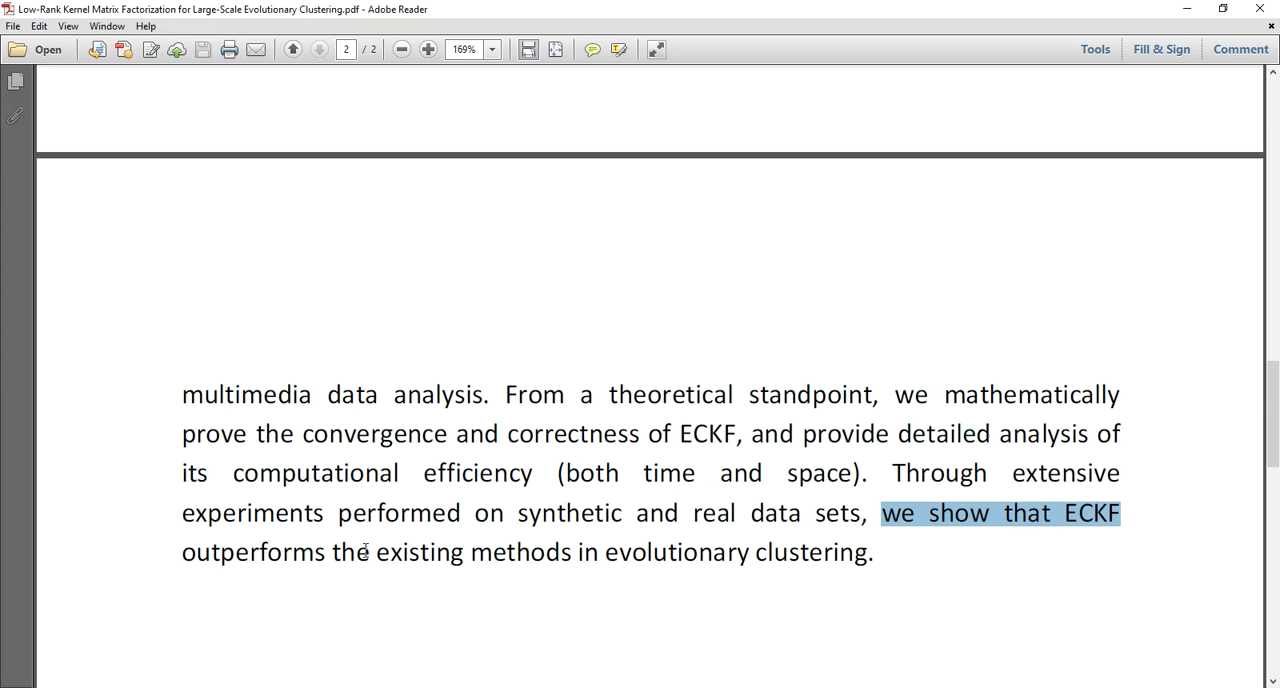 Low-Rank Kernel Matrix Factorization for Large-Scale Evolutionary Clustering.pdf - Adobe Reader
File Edit View Window Help
Open 2 / 2 169% Tools Fill & Sign Comment
multimedia data analysis. From a theoretical standpoint, we mathematically
prove the convergence and correctness of ECKF, and provide detailed analysis of
its computational efficiency (both time and space). Through extensive
experiments performed on synthetic and real data sets, we show that ECKF
outperforms the existing methods in evolutionary clustering.